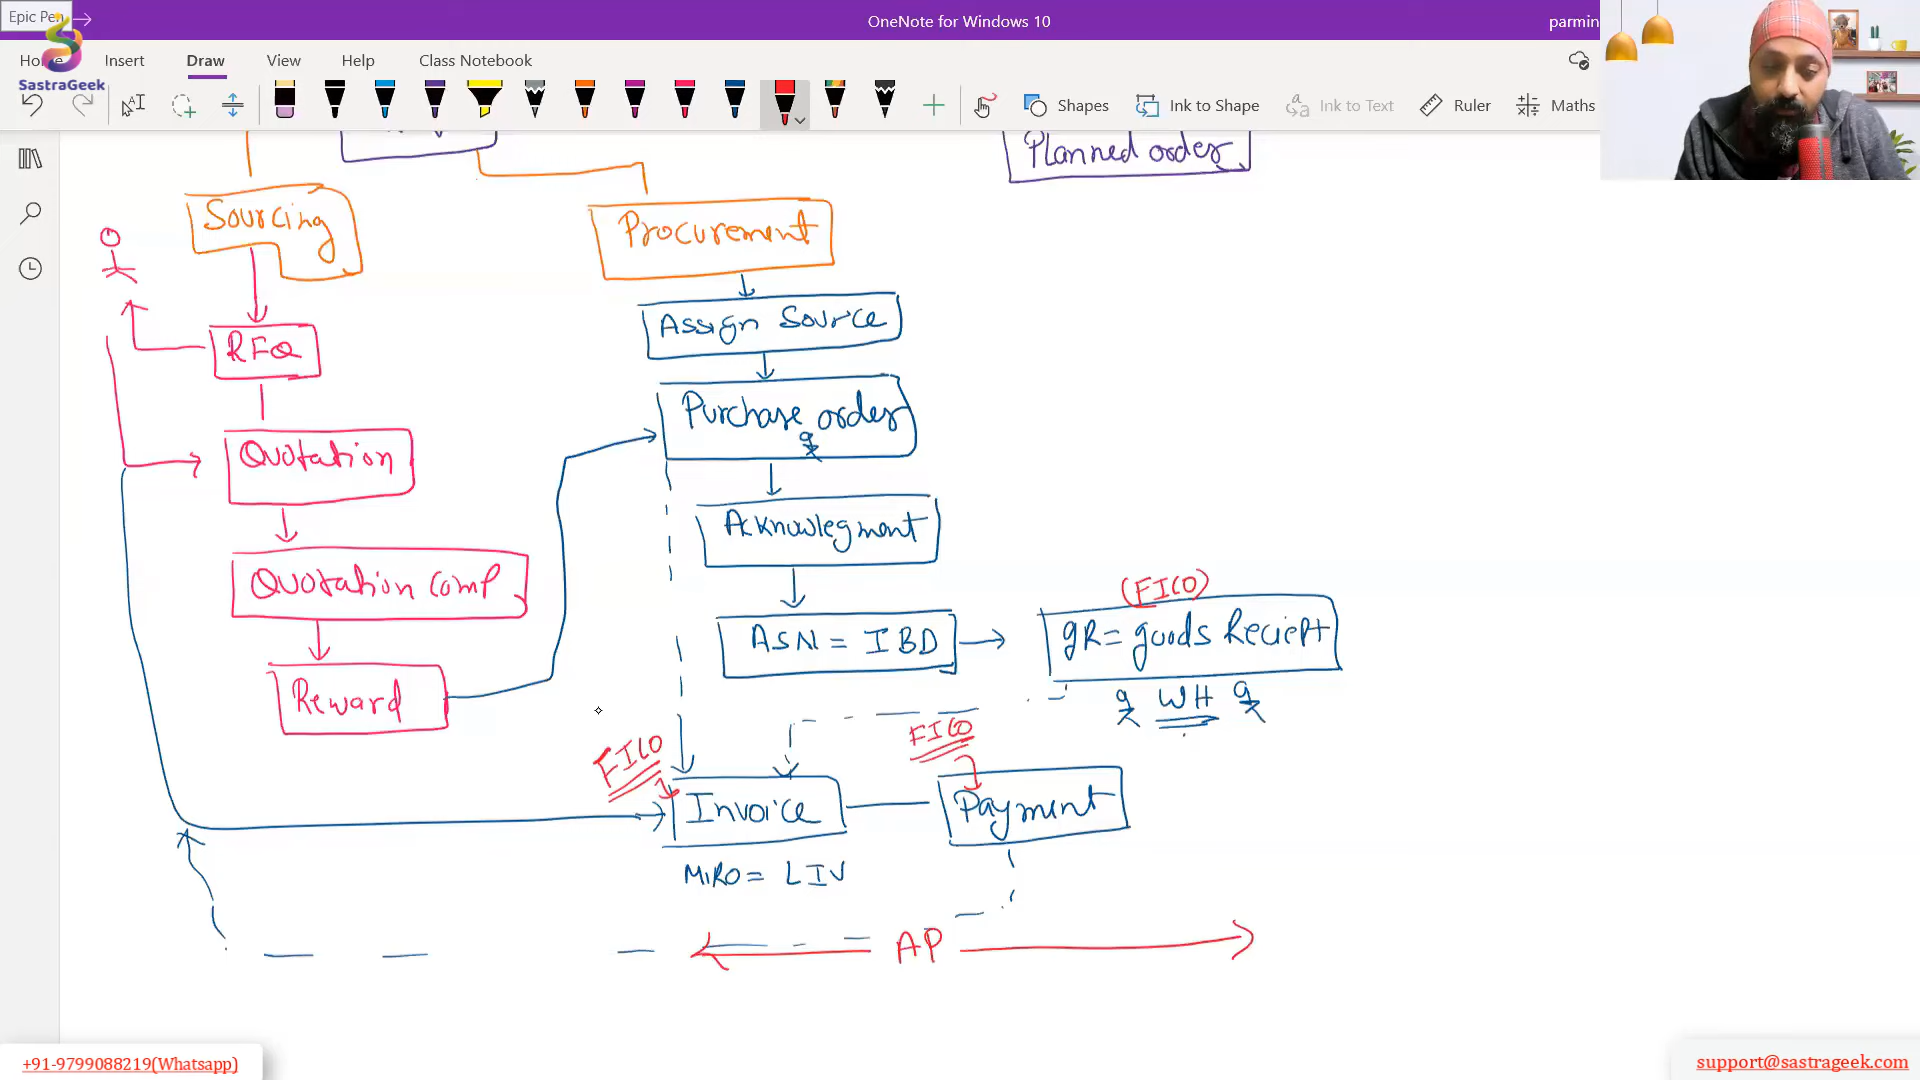 Epic Pen
OneNote for Windows 10
parmin
SastraGeek
Insert
Draw
View
Help
Class Notebook
Shapes
Ink to Shape
Ink to Text
Ruler
Maths
Planned order
Sourcing
Procurement
Assign Source
RFQ
Purchase order
Quotation
Acknowlegment
Quotation comp
(FICO)
ASN = IBD
GR = Goods Reciept
Reward
WH
FICO
FICO
Invoice
Payment
MIRO = LIV
AP
+91-9799088219(Whatsapp)
support@sastrageek.com